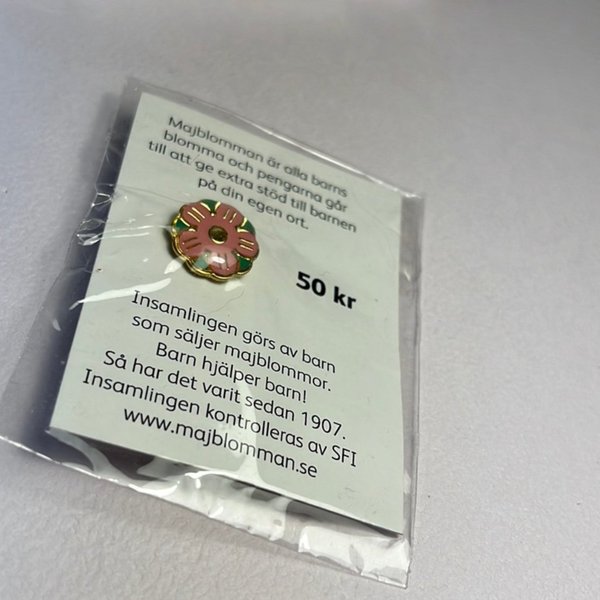 Majblomman är alla barns
blomma och pengarna går
till att ge extra stöd till barnen
på din egen ort.
50 kr
Insamlingen görs av barn
som säljer majblommor.
Barn hjälper barn!
Så har det varit sedan 1907.
Insamlingen kontrolleras av SFI
www.majblomman.se